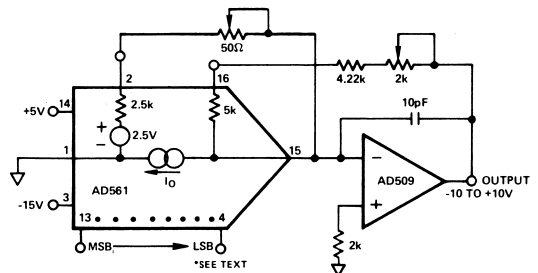 50Ω
2
16
4.22k
2k
14
+5V
2.5k
5k
10pF
+
2.5V
−
1
15
−
I₀
AD561
AD509
OUTPUT
-10 TO +10V
3
-15V
+
13
4
2k
MSB
LSB
*SEE TEXT